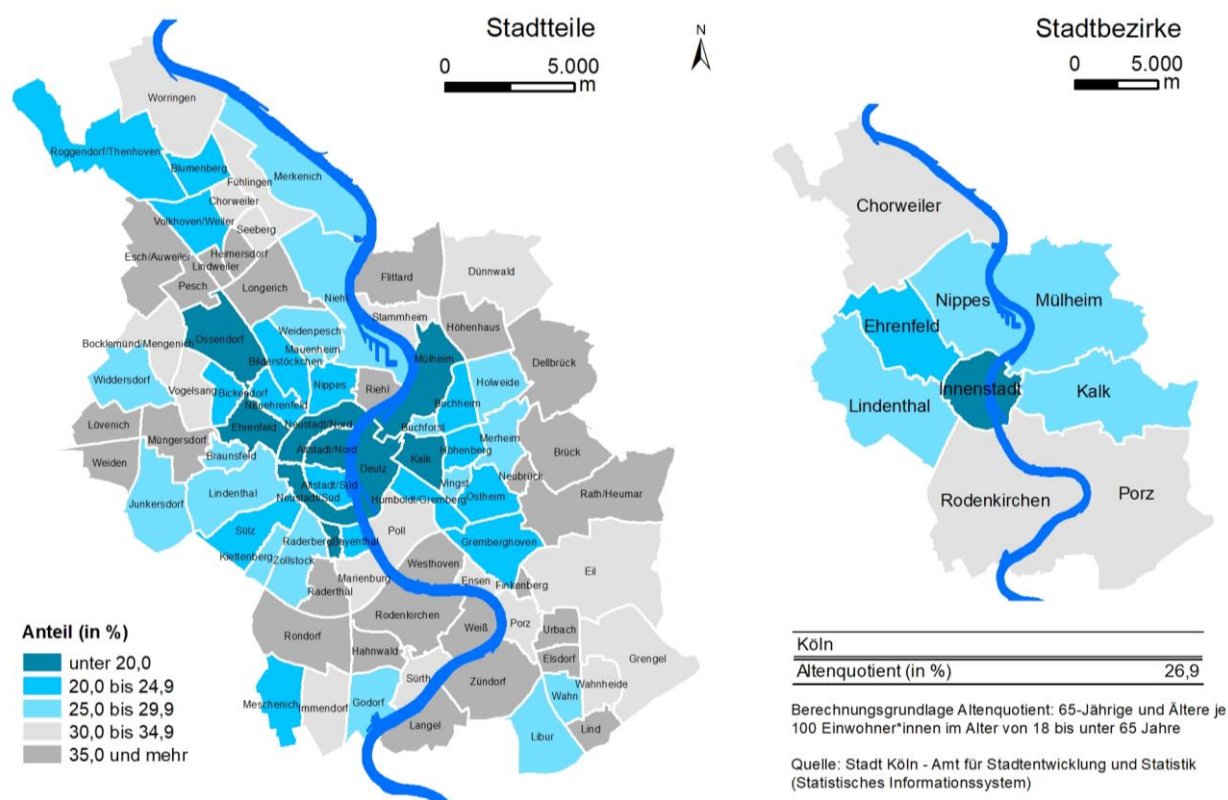 Stadtteile
0 5.000
m
N
Worringen
Roggendorf/Thenhoven
Blumenberg
Merkenich
Fühlingen
Chorweiler
Volkhoven/Weiler
Seeberg
Heimersdorf
Esch/Auweiler
Lindweiler
Pesch
Longerich
Niehl
Flittard
Dünnwald
Stammheim
Höhenhaus
Ossendorf
Weidenpesch
Bocklemünd/Mengenich
Mauenheim
Bilderstöckchen
Mülheim
Dellbrück
Widdersdorf
Vogelsang
Bickendorf
Nippes
Riehl
Holweide
Buchheim
Neuehrenfeld
Lövenich
Ehrenfeld
Neustadt/Nord
Buchforst
Müngersdorf
Merheim
Altstadt/Nord
Höhenberg
Brück
Braunsfeld
Kalk
Weiden
Deutz
Lindenthal
Altstadt/Süd
Vingst
Neubrück
Junkersdorf
Neustadt/Süd
Humboldt/Gremberg
Ostheim
Rath/Heumar
Sülz
Poll
Raderberg
Bayenthal
Gremberghoven
Klettenberg
Zollstock
Westhoven
Eil
Marienburg
Ensen
Finkenberg
Raderthal
Rodenkirchen
Porz
Weiß
Urbach
Rondorf
Hahnwald
Elsdorf
Grengel
Sürth
Zündorf
Wahnheide
Wahn
Meschenich
Immendorf
Godorf
Langel
Lind
Libur
Anteil (in %)
unter 20,0
20,0 bis 24,9
25,0 bis 29,9
30,0 bis 34,9
35,0 und mehr
Stadtbezirke
0 5.000
m
Chorweiler
Nippes
Mülheim
Ehrenfeld
Innenstadt
Kalk
Lindenthal
Rodenkirchen
Porz
Köln
Altenquotient (in %) 26,9
Berechnungsgrundlage Altenquotient: 65-Jährige und Ältere je
100 Einwohner*innen im Alter von 18 bis unter 65 Jahre
Quelle: Stadt Köln - Amt für Stadtentwicklung und Statistik
(Statistisches Informationssystem)